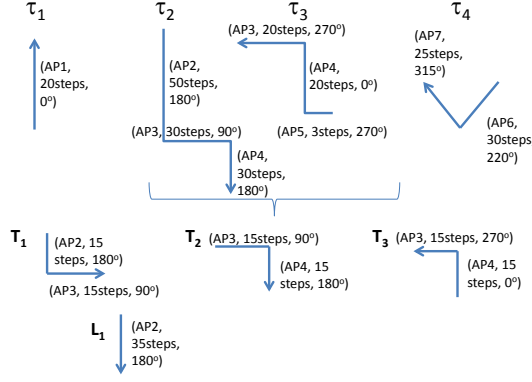 τ1
τ2
τ3
τ4
(AP1,
20steps,
0°)
(AP2,
50steps,
180°)
(AP3, 30steps, 90°)
(AP4,
30steps,
180°)
(AP3, 20steps, 270°)
(AP4,
20steps, 0°)
(AP5, 3steps, 270°)
(AP7,
25steps,
315°)
(AP6,
30steps
220°)
T1
(AP2, 15
steps, 180°)
(AP3, 15steps, 90°)
T2
(AP3, 15steps, 90°)
(AP4, 15
steps, 180°)
T3
(AP3, 15steps, 270°)
(AP4, 15
steps, 0°)
L1
(AP2,
35steps,
180°)